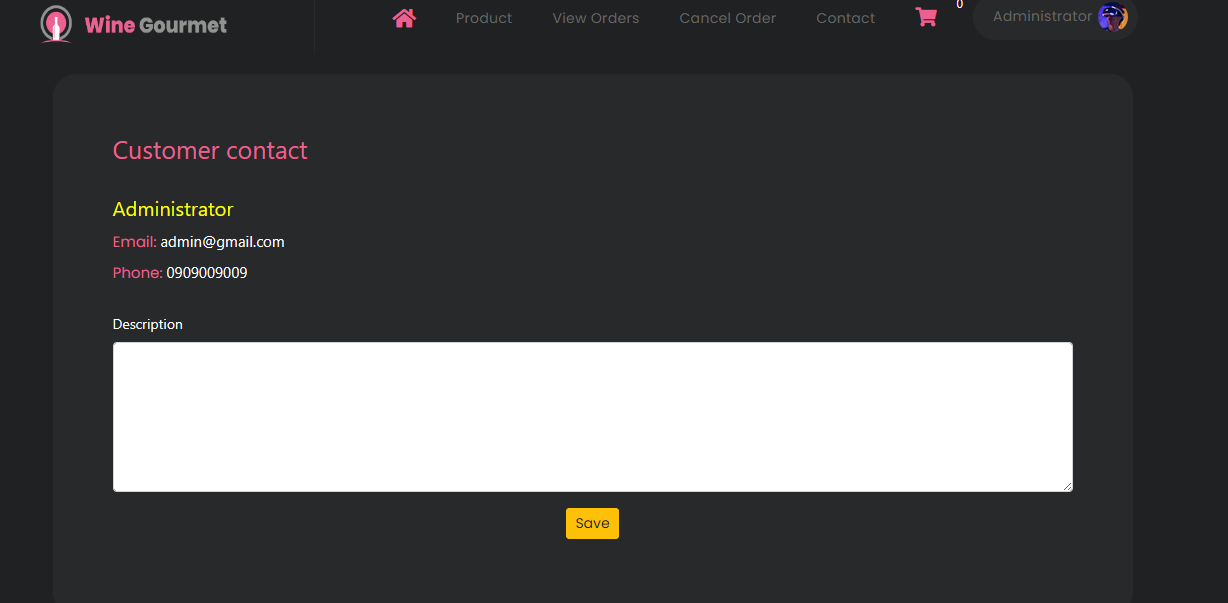 Wine Gourmet
Product
View Orders
Cancel Order
Contact
0
Administrator
Customer contact
Administrator
Email: admin@gmail.com
Phone: 0909009009
Description
Save